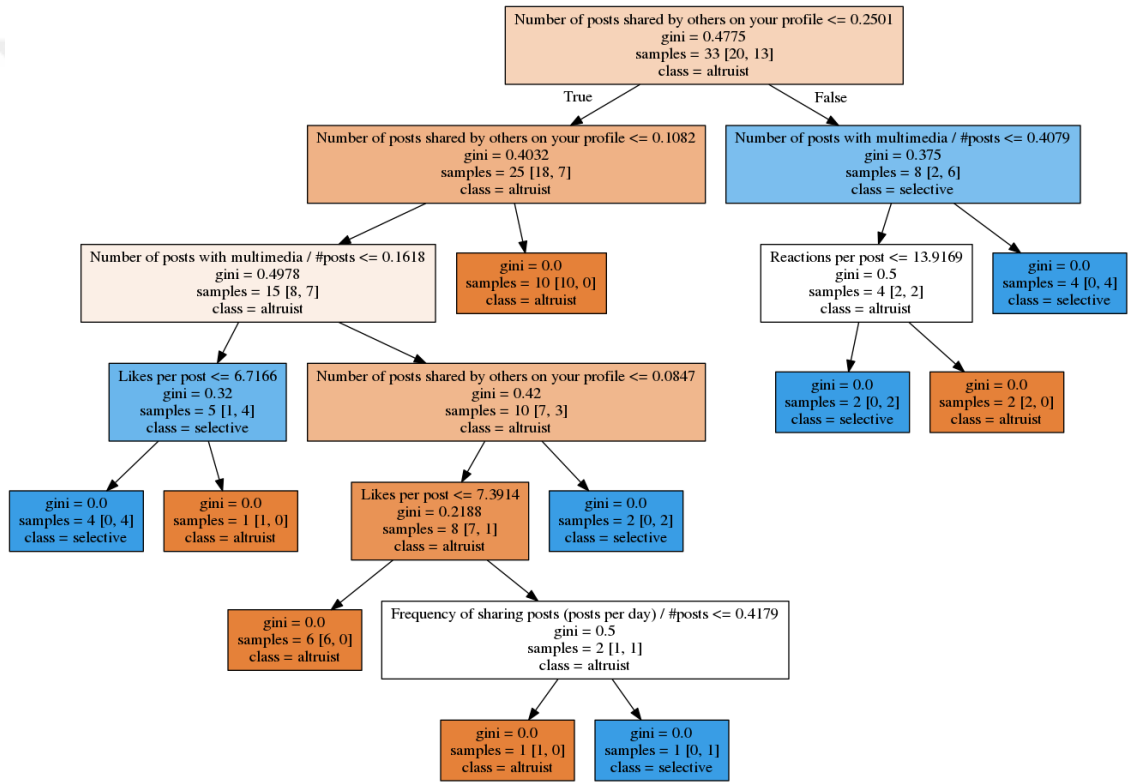 Number of posts shared by others on your profile <= 0.2501
gini = 0.4775
samples = 33 [20, 13]
class = altruist
True
False
Number of posts shared by others on your profile <= 0.1082
gini = 0.4032
samples = 25 [18, 7]
class = altruist
Number of posts with multimedia / #posts <= 0.4079
gini = 0.375
samples = 8 [2, 6]
class = selective
Number of posts with multimedia / #posts <= 0.1618
gini = 0.4978
samples = 15 [8, 7]
class = altruist
gini = 0.0
samples = 10 [10, 0]
class = altruist
Reactions per post <= 13.9169
gini = 0.5
samples = 4 [2, 2]
class = altruist
gini = 0.0
samples = 4 [0, 4]
class = selective
Likes per post <= 6.7166
gini = 0.32
samples = 5 [1, 4]
class = selective
Number of posts shared by others on your profile <= 0.0847
gini = 0.42
samples = 10 [7, 3]
class = altruist
gini = 0.0
samples = 2 [0, 2]
class = selective
gini = 0.0
samples = 2 [2, 0]
class = altruist
gini = 0.0
samples = 4 [0, 4]
class = selective
gini = 0.0
samples = 1 [1, 0]
class = altruist
Likes per post <= 7.3914
gini = 0.2188
samples = 8 [7, 1]
class = altruist
gini = 0.0
samples = 2 [0, 2]
class = selective
gini = 0.0
samples = 6 [6, 0]
class = altruist
Frequency of sharing posts (posts per day) / #posts <= 0.4179
gini = 0.5
samples = 2 [1, 1]
class = altruist
gini = 0.0
samples = 1 [1, 0]
class = altruist
gini = 0.0
samples = 1 [0, 1]
class = selective